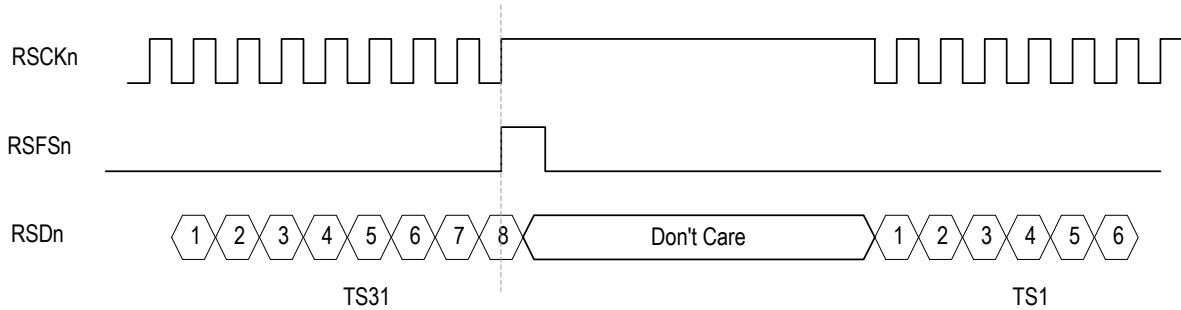 RSCKn
RSFSn
RSDn 1 2 3 4 5 6 7 8 Don't Care 1 2 3 4 5 6
TS31 TS1